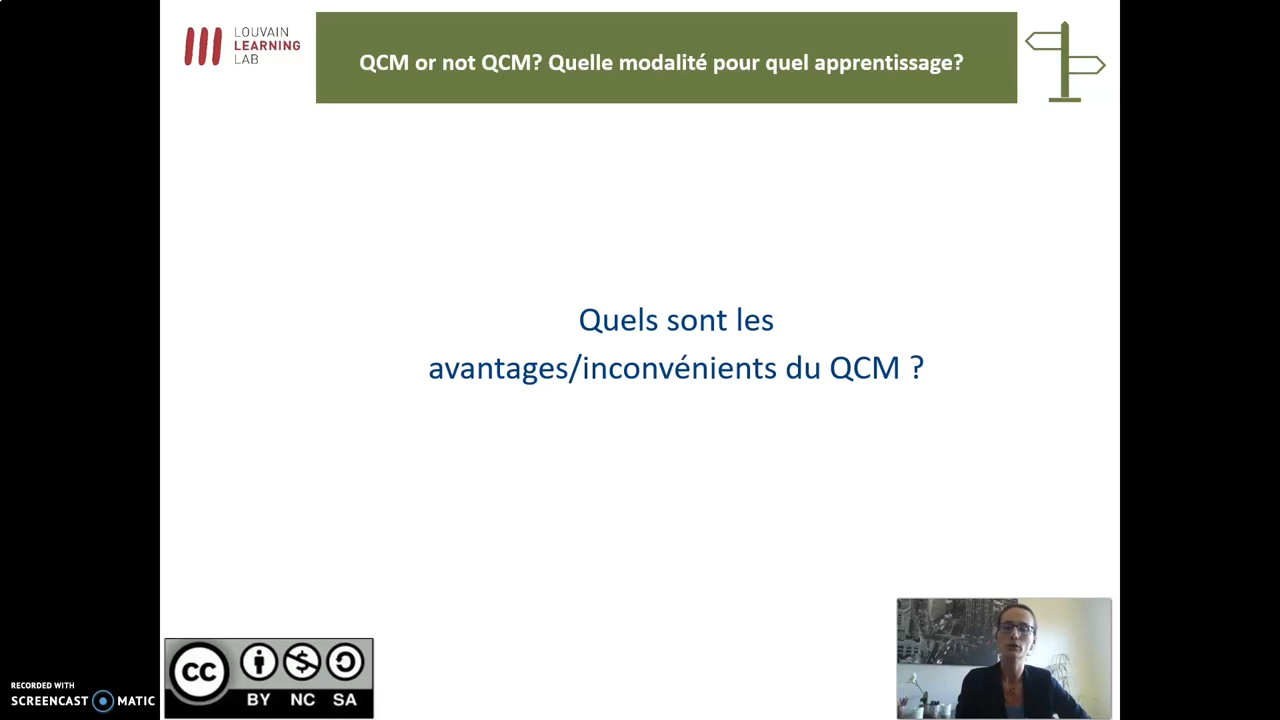 LOUVAIN
LEARNING
LAB
QCM or not QCM? Quelle modalité pour quel apprentissage?
Quels sont les
avantages/inconvénients du QCM ?
CC
BY NC SA
RECORDED WITH
SCREENCAST MATIC